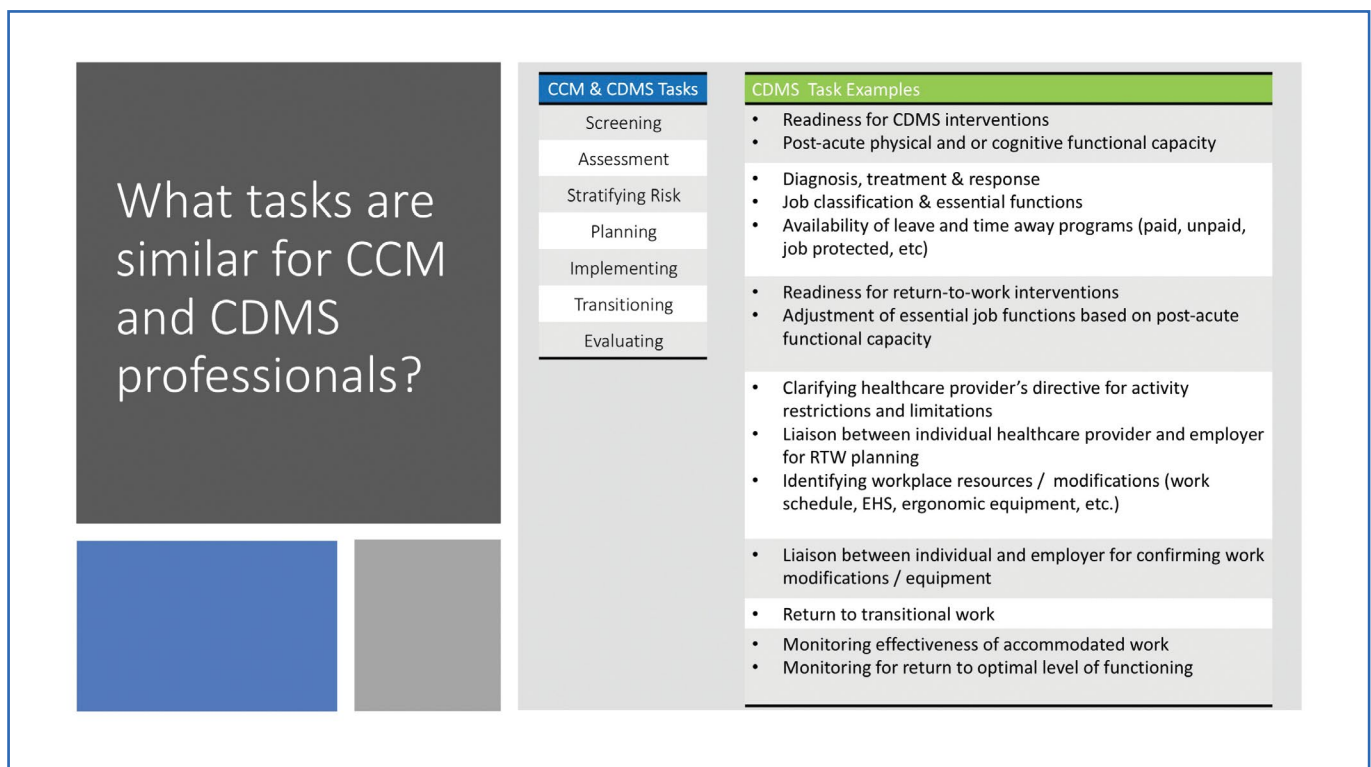 What tasks are
similar for CCM
and CDMS
professionals?
CCM & CDMS Tasks
Screening
Assessment
Stratifying Risk
Planning
Implementing
Transitioning
Evaluating
CDMS Task Examples
• Readiness for CDMS interventions
• Post-acute physical and or cognitive functional capacity
• Diagnosis, treatment & response
• Job classification & essential functions
• Availability of leave and time away programs (paid, unpaid,
job protected, etc)
• Readiness for return-to-work interventions
• Adjustment of essential job functions based on post-acute
functional capacity
• Clarifying healthcare provider’s directive for activity
restrictions and limitations
• Liaison between individual healthcare provider and employer
for RTW planning
• Identifying workplace resources / modifications (work
schedule, EHS, ergonomic equipment, etc.)
• Liaison between individual and employer for confirming work
modifications / equipment
• Return to transitional work
• Monitoring effectiveness of accommodated work
• Monitoring for return to optimal level of functioning